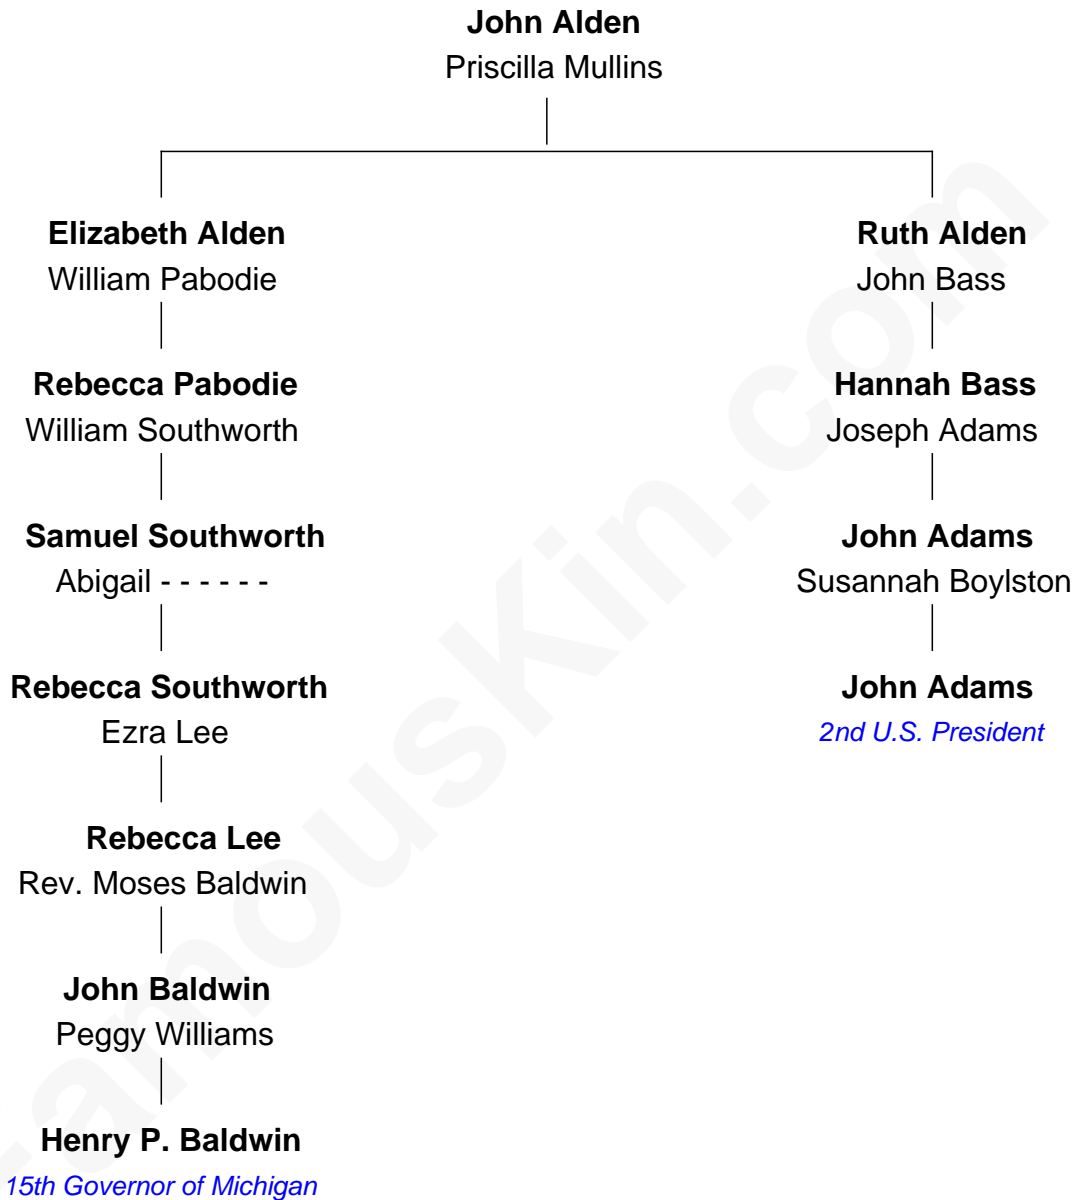 John Alden
Priscilla Mullins
Elizabeth Alden
William Pabodie
Ruth Alden
John Bass
Rebecca Pabodie
William Southworth
Hannah Bass
Joseph Adams
Samuel Southworth
Abigail - - - - - -
John Adams
Susannah Boylston
Rebecca Southworth
Ezra Lee
John Adams
2nd U.S. President
Rebecca Lee
Rev. Moses Baldwin
John Baldwin
Peggy Williams
Henry P. Baldwin
15th Governor of Michigan
FamousKin.com